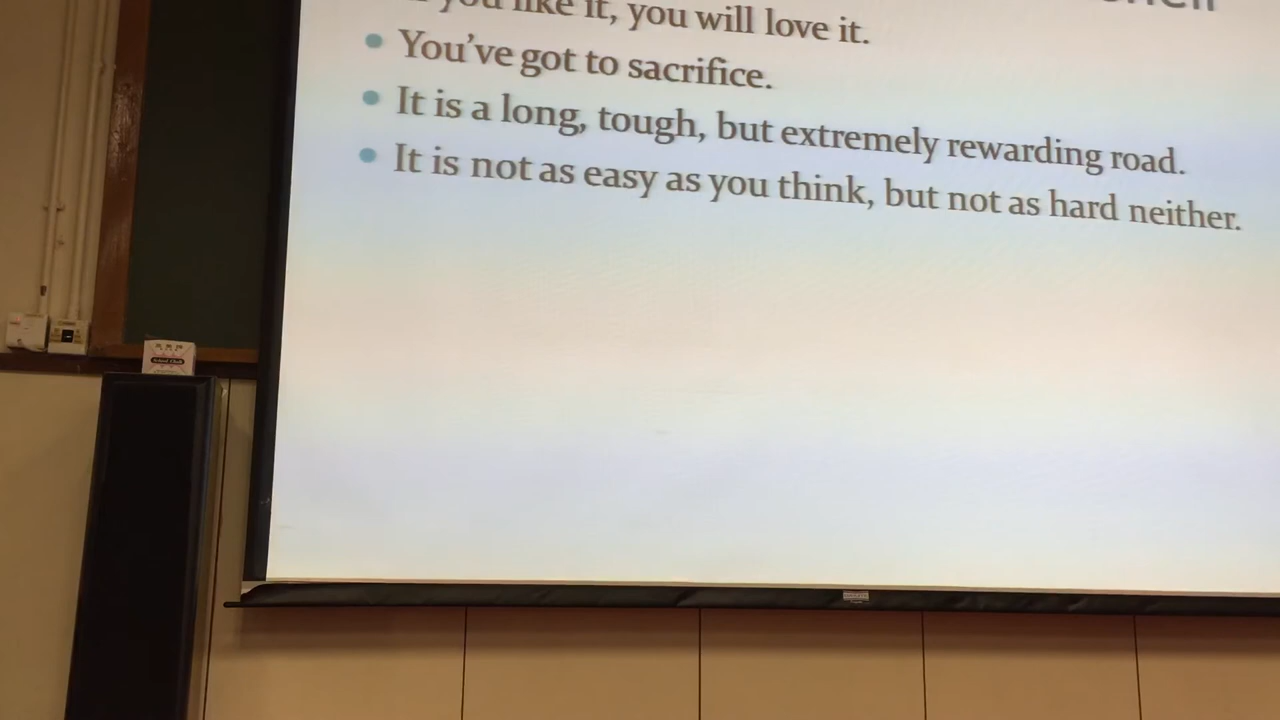 you like it, you will love it.
You've got to sacrifice.
It is a long, tough, but extremely rewarding road.
It is not as easy as you think, but not as hard neither.